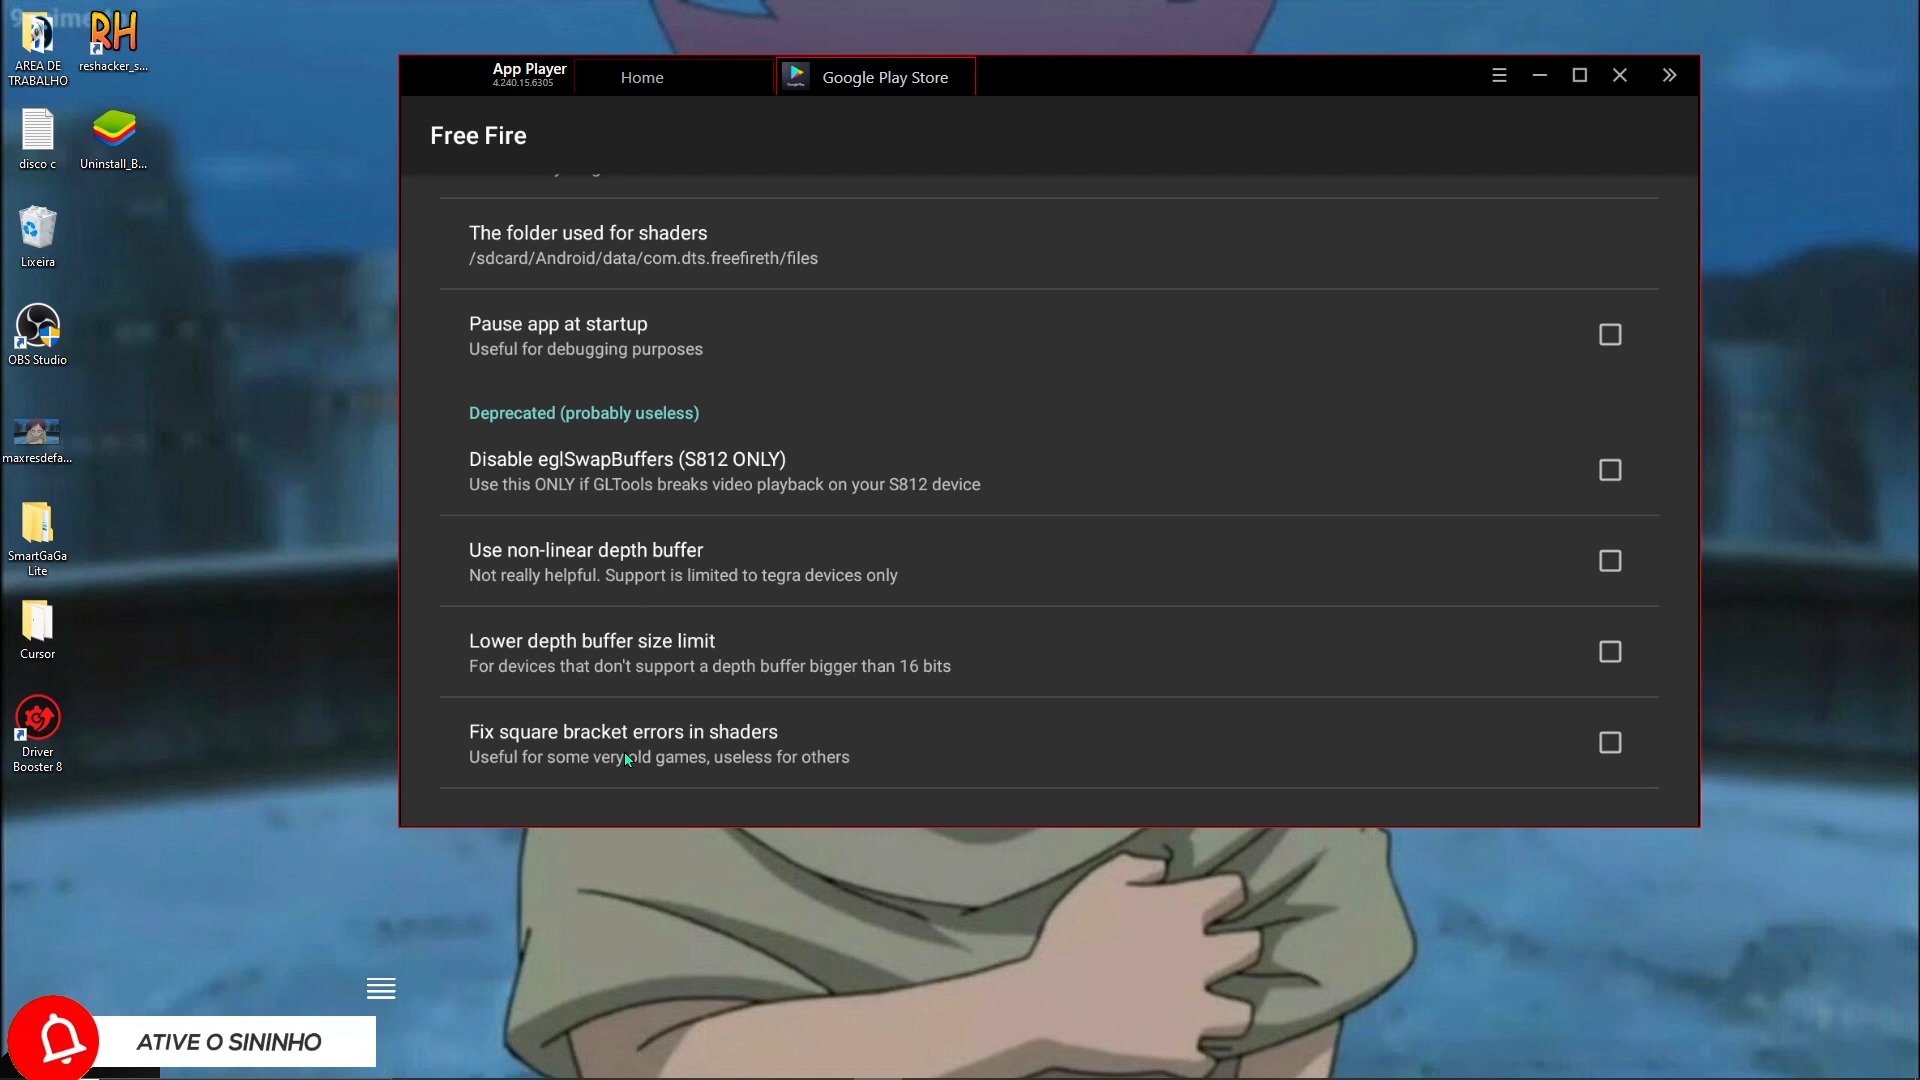 AREA DE
TRABALHO
RH
reshacker_s...
disco c
Uninstall_B...
Lixeira
OBS Studio
maxresdefa...
SmartGaGa
Lite
Cursor
Driver
Booster 8
App Player
4.240.15.6305
Home
Google Play Store
Free Fire
The folder used for shaders
/sdcard/Android/data/com.dts.freefireth/files
Pause app at startup
Useful for debugging purposes
Deprecated (probably useless)
Disable eglSwapBuffers (S812 ONLY)
Use this ONLY if GLTools breaks video playback on your S812 device
Use non-linear depth buffer
Not really helpful. Support is limited to tegra devices only
Lower depth buffer size limit
For devices that don't support a depth buffer bigger than 16 bits
Fix square bracket errors in shaders
Useful for some very old games, useless for others
ATIVE O SININHO